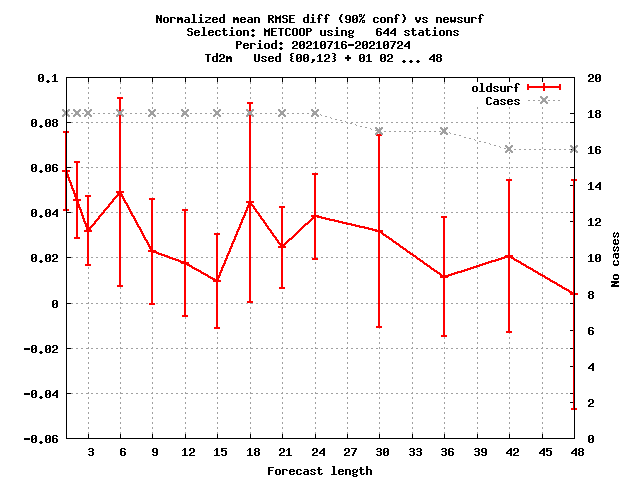 Normalized mean RMSE diff (90% conf) vs newsurf
Selection: METCOOP using   644 stations
Period: 20210716-20210724
Td2m   Used {00,12} + 01 02 ... 48
oldsurf
Cases
0.1
0.08
0.06
0.04
0.02
0
-0.02
-0.04
-0.06
20
18
16
14
12
10
8
6
4
2
0
No cases
3 6 9 12 15 18 21 24 27 30 33 36 39 42 45 48
Forecast length